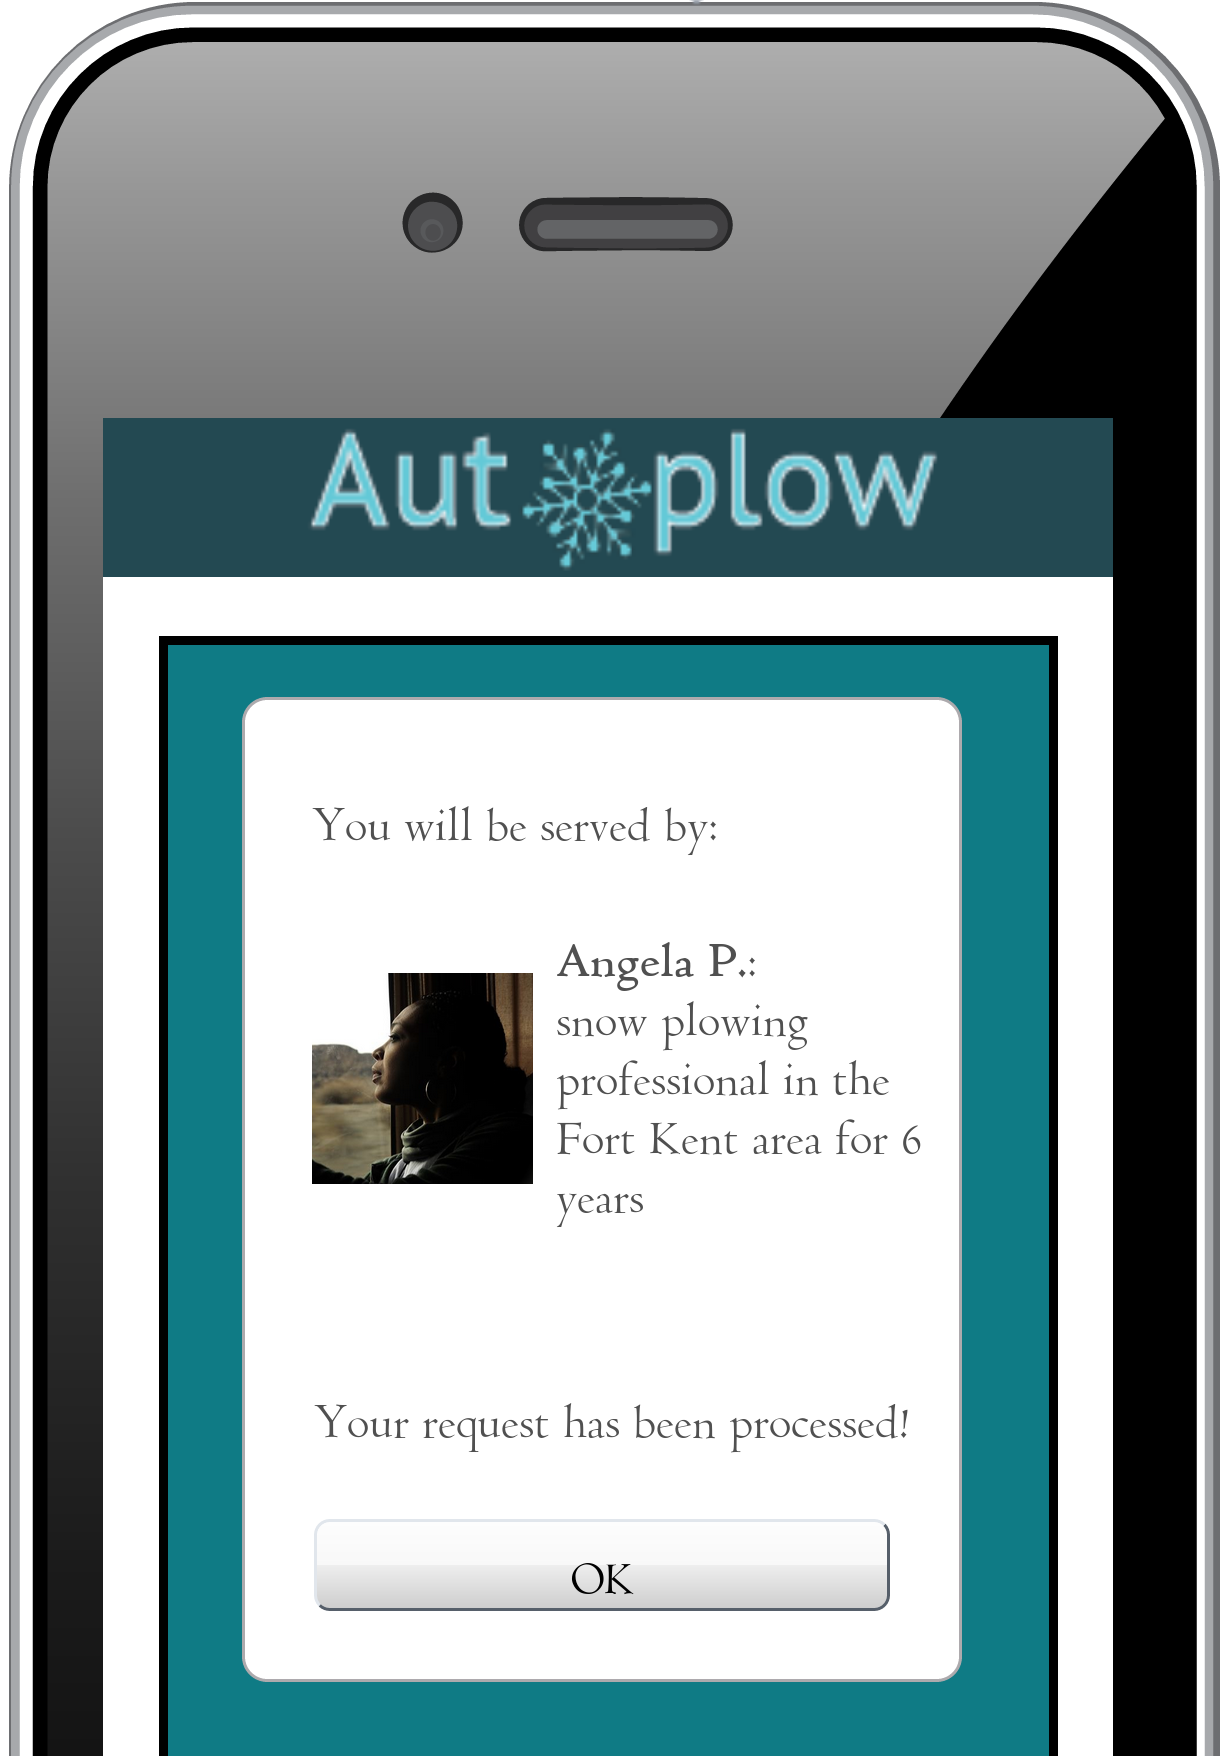 Aut plow
You will be served by:
Angela P.:
snow plowing
professional in the
Fort Kent area for 6
years
Your request has been processed!
OK